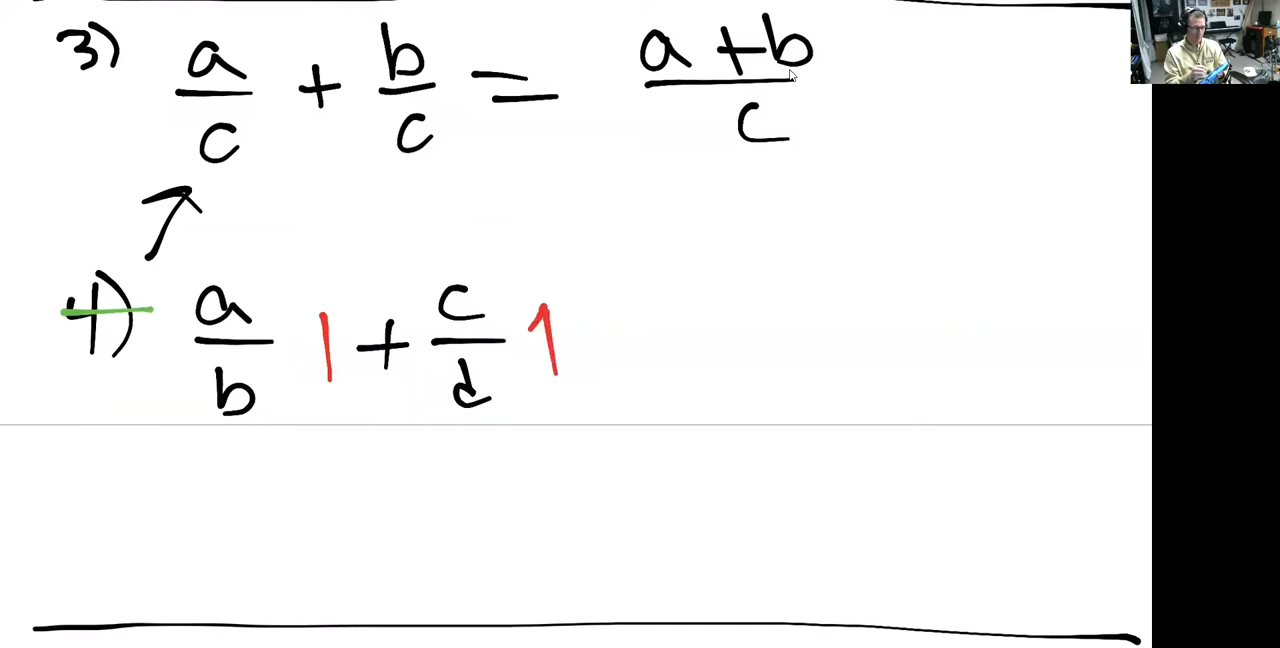 3) a/c + b/c = a+b/c
4) a/b 1 + c/d 1